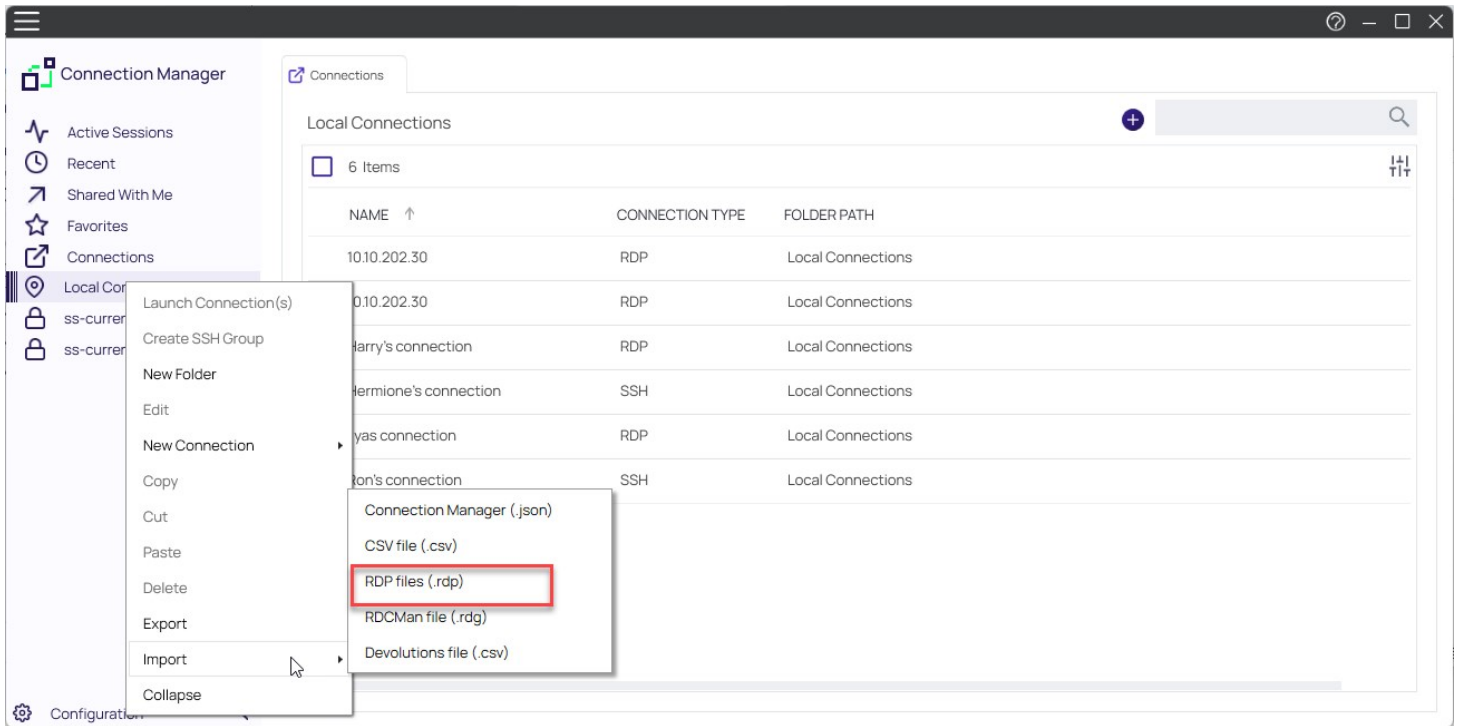 Connection Manager
Connections
Active Sessions
Recent
Shared With Me
Favorites
Connections
Local Con
ss-curren
ss-curren
Configurati
Local Connections
6 Items
NAME CONNECTION TYPE FOLDER PATH
10.10.202.30 RDP Local Connections
0.10.202.30 RDP Local Connections
Harry's connection RDP Local Connections
Hermione's connection SSH Local Connections
yas connection RDP Local Connections
Ron's connection SSH Local Connections
Launch Connection(s)
Create SSH Group
New Folder
Edit
New Connection
Copy
Cut
Paste
Delete
Export
Import
Collapse
Connection Manager (.json)
CSV file (.csv)
RDP files (.rdp)
RDCMan file (.rdg)
Devolutions file (.csv)